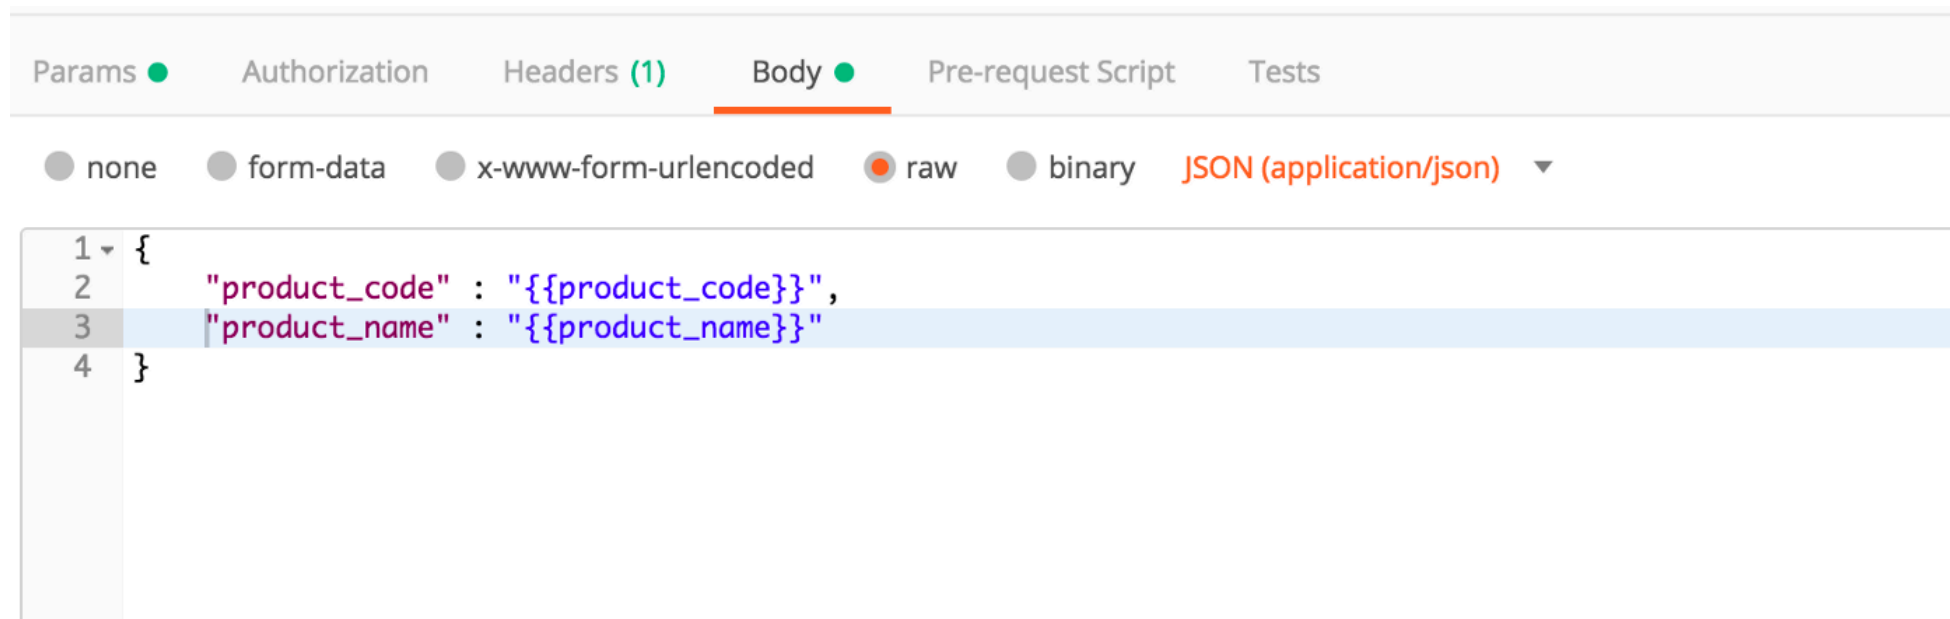 Params Authorization Headers (1) Body Pre-request Script Tests
none form-data x-www-form-urlencoded raw binary JSON (application/json)
1 {
2 "product_code" : "{{product_code}}",
3 "product_name" : "{{product_name}}"
4 }